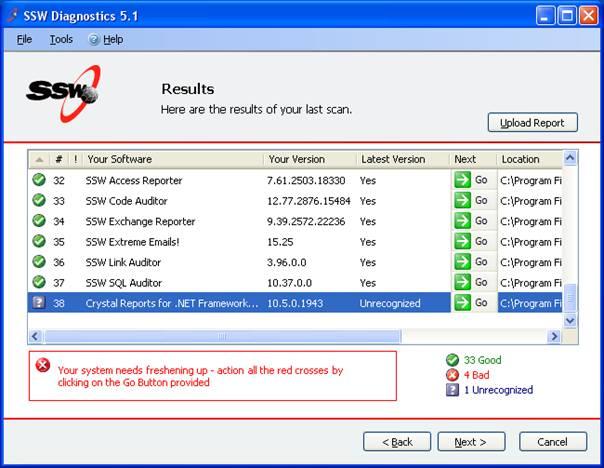 SSW Diagnostics 5.1
File Tools Help
SSW
Results
Here are the results of your last scan.
Upload Report
# ! Your Software Your Version Latest Version Next Location
32 SSW Access Reporter 7.61.2503.18330 Yes Go C:\Program Fi
33 SSW Code Auditor 12.77.2876.15484 Yes Go C:\Program Fi
34 SSW Exchange Reporter 9.39.2572.22236 Yes Go C:\Program Fi
35 SSW Extreme Emails! 15.25 Yes Go C:\Program Fi
36 SSW Link Auditor 3.96.0.0 Yes Go C:\Program Fi
37 SSW SQL Auditor 10.37.0.0 Yes Go C:\Program Fi
? 38 Crystal Reports for .NET Framework... 10.5.0.1943 Unrecognized Go C:\Program Fi
Your system needs freshening up - action all the red crosses by
clicking on the Go Button provided
33 Good
4 Bad
? 1 Unrecognized
< Back Next > Cancel